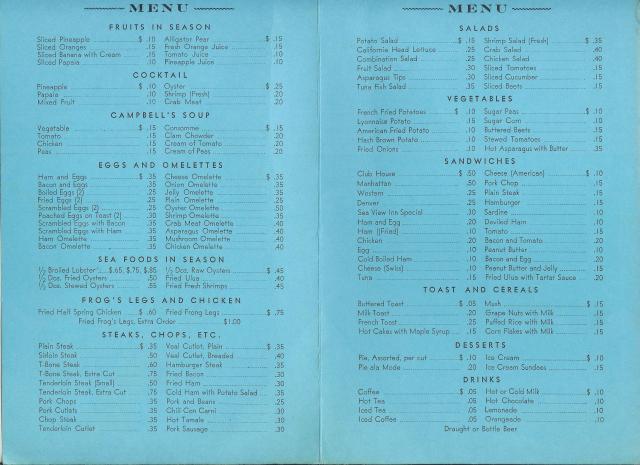 MENU
FRUITS IN SEASON
Sliced Pineapple $ .10 Alligator Pear $ .15
Sliced Oranges .15 Fresh Orange Juice .15
Sliced Banana with Cream .15 Tomato Juice .10
Sliced Papaia .10 Pineapple Juice .10
COCKTAIL
Pineapple $ .10 Oyster $ .25
Papaia .10 Shrimp (Fresh) .20
Mixed Fruit .10 Crab Meat .20
CAMPBELL'S SOUP
Vegetable $ .15 Consomme $ .15
Tomato .15 Clam Chowder .20
Chicken .15 Cream of Tomato .20
Peas .15 Cream of Peas .20
EGGS AND OMELETTES
Ham and Eggs $ .35 Cheese Omelette $ .35
Bacon and Eggs .35 Onion Omelette .35
Boiled Eggs (2) .25 Jelly Omelette .35
Fried Eggs (2) .25 Plain Omelette .25
Scrambled Eggs (2) .25 Oyster Omelette .50
Poached Eggs on Toast (2) .30 Shrimp Omelette .35
Scrambled Eggs with Bacon .35 Crab Meat Omelette .40
Scrambled Eggs with Ham .35 Asparagus Omelette .40
Ham Omelette .35 Mushroom Omelette .40
Bacon Omelette .35 Chicken Omelette .40
SEA FOODS IN SEASON
½ Broiled Lobster $.65, $.75, $.85 ½ Doz. Raw Oysters $ .45
½ Doz. Fried Oysters .50 Fried Ulua .40
½ Doz. Stewed Oysters .55 Fried Fresh Shrimps .45
FROG'S LEGS AND CHICKEN
Fried Half Spring Chicken $ .60 Fried Frong Legs $ .75
Fried Frog's Legs, Extra Order $1.00
STEAKS, CHOPS, ETC.
Plain Steak $ .35 Veal Cutlet, Plain $ .35
Sirloin Steak .50 Veal Cutlet, Breaded .40
T-Bone Steak .60 Hamburger Steak .35
T-Bone Steak, Extra Cut .75 Fried Bacon .30
Tenderloin Steak (Small) .50 Fried Ham .30
Tenderloin Steak, Extra Cut .75 Cold Ham with Potato Salad .35
Pork Chops .35 Pork and Beans .25
Pork Cutlets .35 Chili Con Carni .30
Chop Steak .35 Hot Tamale .30
Tenderloin Cutlet .35 Pork Sausage .30
MENU
SALADS
Potato Salad $ .15 Shrimp Salad (Fresh) $ .35
California Head Lettuce .25 Crab Salad .40
Combination Salad .25 Chicken Salad .40
Fruit Salad .30 Sliced Tomatoes .15
Asparagus Tips .30 Sliced Cucumber .15
Tuna Fish Salad .35 Sliced Beets .15
VEGETABLES
French Fried Potatoes $ .10 Sugar Peas $ .10
Lyonnaise Potato .15 Sugar Corn .10
American Fried Potato .10 Buttered Beets .15
Hash Brown Potato .10 Stewed Tomatoes .15
Fried Onions .10 Hot Asparagus with Butter .35
SANDWICHES
Club House $ .50 Cheese (American) $ .10
Manhattan .50 Pork Chop .15
Western .25 Plain Steak .15
Denver .25 Hamburger .15
Sea View Inn Special .30 Sardine .10
Ham and Egg .20 Deviled Ham .10
Ham (Fried) .10 Tomato .15
Chicken .20 Bacon and Tomato .20
Egg .10 Peanut Butter .10
Cold Boiled Ham .10 Bacon and Egg .20
Cheese (Swiss) .10 Peanut Butter and Jelly .15
Tuna .15 Fried Ulua with Tartar Sauce .20
TOAST AND CEREALS
Buttered Toast $ .05 Mush $ .15
Milk Toast .20 Grape Nuts with Milk .15
French Toast .25 Puffed Rice with Milk .15
Hot Cakes with Maple Syrup .15 Corn Flakes with Milk .15
DESSERTS
Pie, Assorted, per cut $ .10 Ice Cream $ .10
Pie ala Mode .20 Ice Cream Sundaes .15
DRINKS
Coffee $ .05 Hot or Cold Milk $ .10
Hot Tea .05 Hot Chocolate .10
Iced Tea .05 Lemonade .10
Iced Coffee .05 Orangeade .10
Draught or Bottle Beer